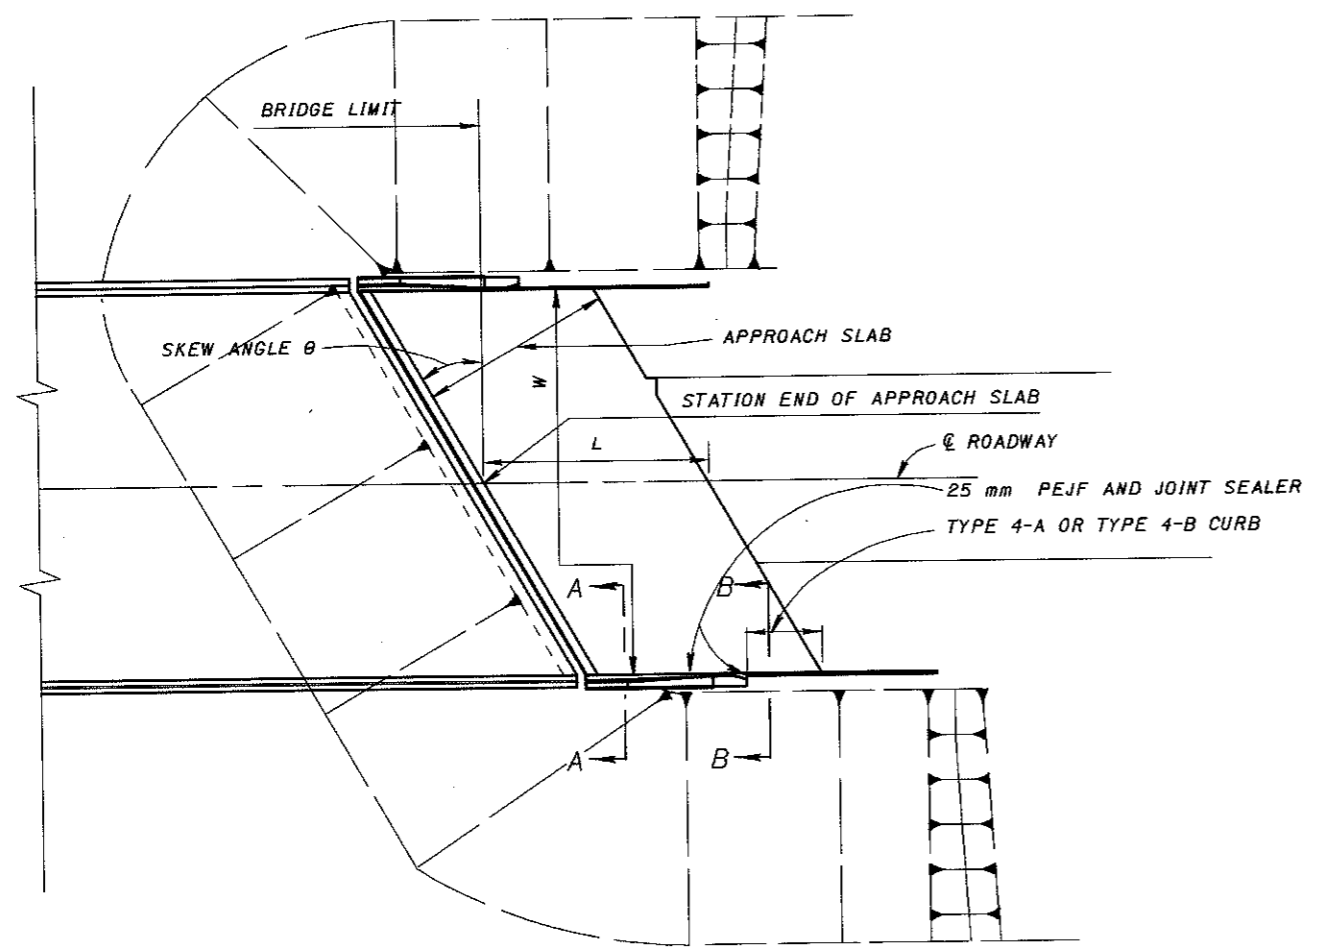 BRIDGE LIMIT
SKEW ANGLE θ
APPROACH SLAB
W
STATION END OF APPROACH SLAB
L
℄ ROADWAY
25 mm PEJF AND JOINT SEALER
TYPE 4-A OR TYPE 4-B CURB
A
B
A
B